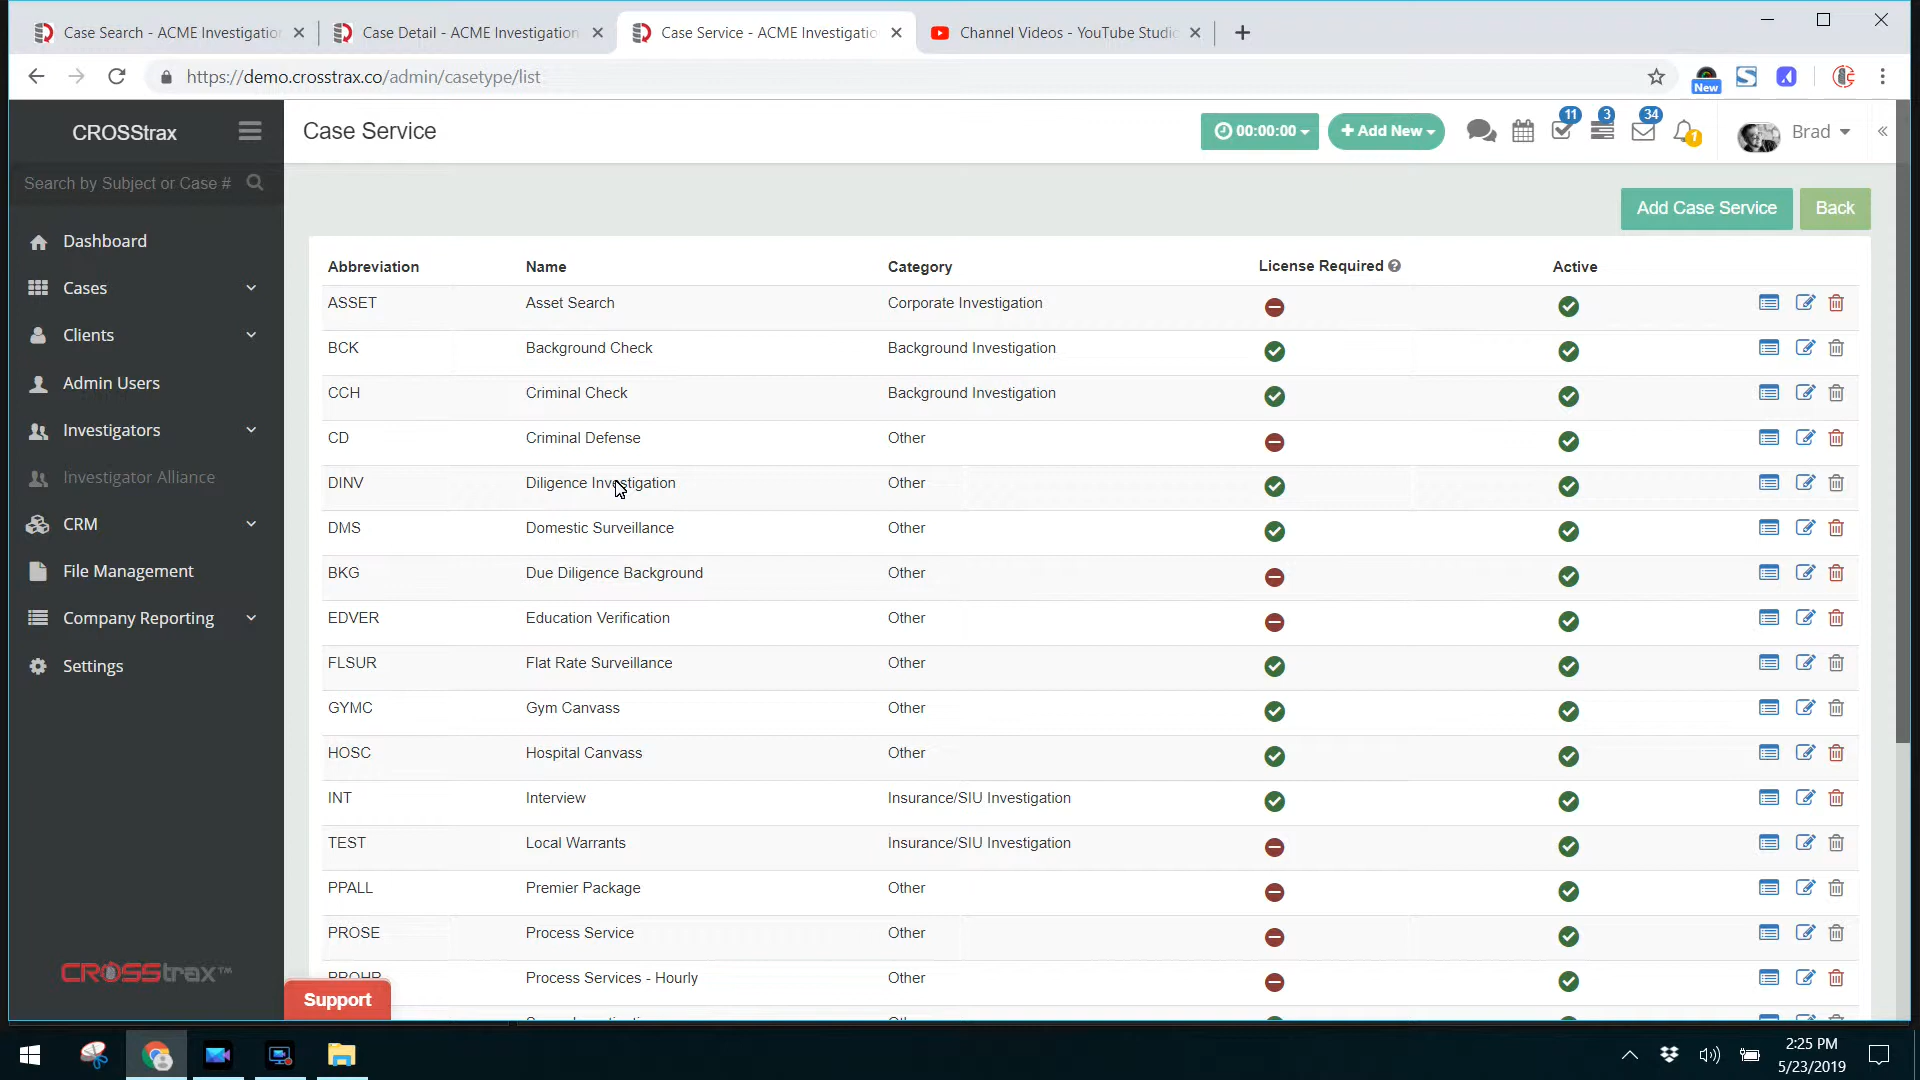 Case Search - ACME Investigatio
Case Detail - ACME Investigation
Case Service - ACME Investigatio
Channel Videos - YouTube Studio
https://demo.crosstrax.co/admin/casetype/list
New
CROSStrax
Case Service
00:00:00
Add New
11
3
34
1
Brad
Search by Subject or Case #
Dashboard
Cases
Clients
Admin Users
Investigators
Investigator Alliance
CRM
File Management
Company Reporting
Settings
CROSStrax™
Support
Add Case Service
Back
Abbreviation Name Category License Required Active
ASSET Asset Search Corporate Investigation
BCK Background Check Background Investigation
CCH Criminal Check Background Investigation
CD Criminal Defense Other
DINV Diligence Investigation Other
DMS Domestic Surveillance Other
BKG Due Diligence Background Other
EDVER Education Verification Other
FLSUR Flat Rate Surveillance Other
GYMC Gym Canvass Other
HOSC Hospital Canvass Other
INT Interview Insurance/SIU Investigation
TEST Local Warrants Insurance/SIU Investigation
PPALL Premier Package Other
PROSE Process Service Other
PROHR Process Services - Hourly Other
2:25 PM
5/23/2019